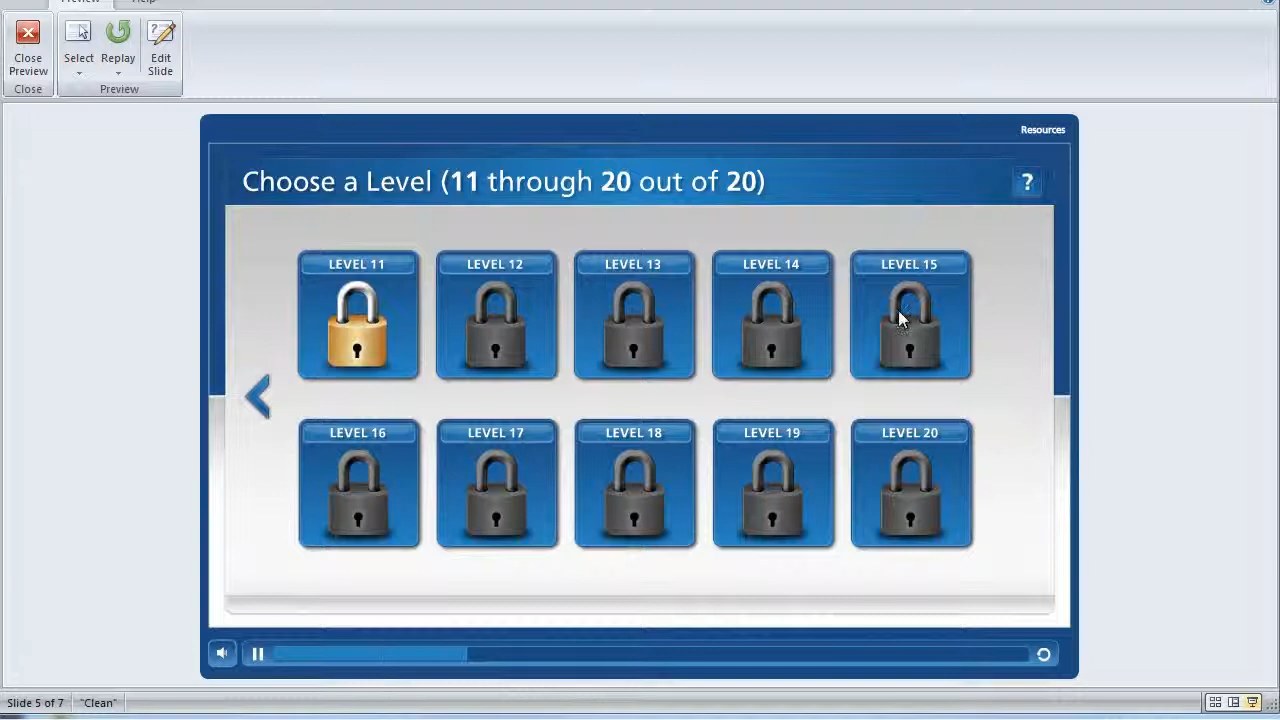 Preview Help
Close Preview
Select
Replay
Edit Slide
Close
Preview
Resources
Choose a Level (11 through 20 out of 20)
?
LEVEL 11
LEVEL 12
LEVEL 13
LEVEL 14
LEVEL 15
LEVEL 16
LEVEL 17
LEVEL 18
LEVEL 19
LEVEL 20
Slide 5 of 7
"Clean"